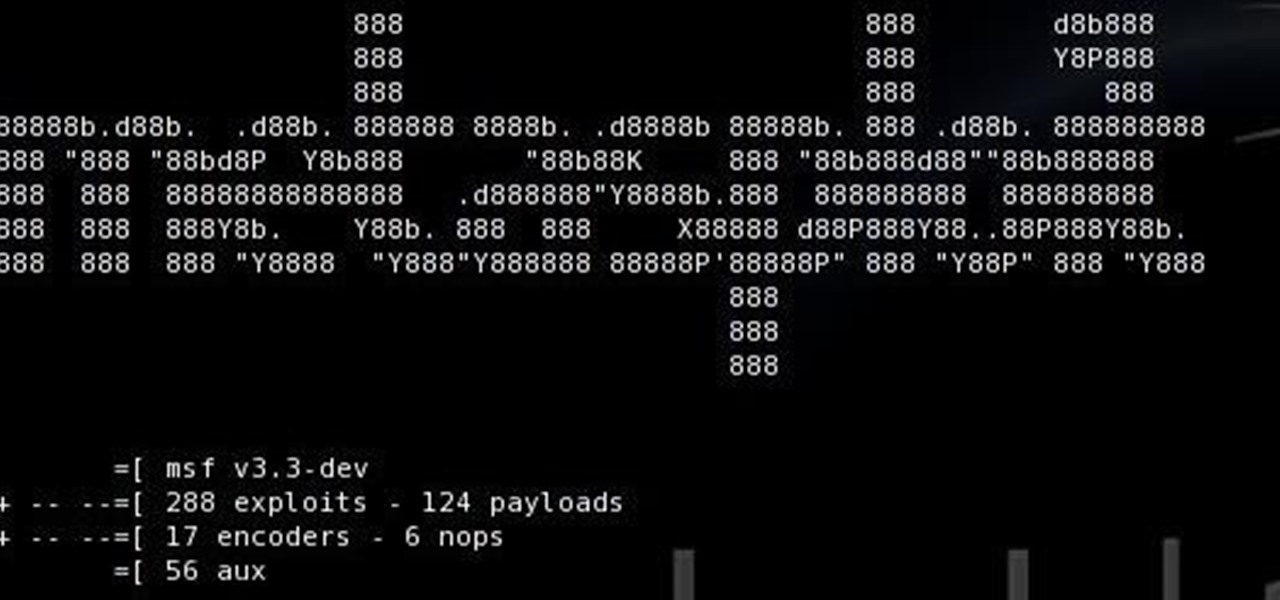 888                           888        d8b888
888                           888        Y8P888
888                           888           888
88888b.d88b.  .d88b. 888888 8888b. .d8888b 88888b. 888 .d88b. 888888888
888 "888 "88bd8P  Y8b888       "88b88K     888 "88b888d88""88b888888
888  888  8888888888888888   .d888888"Y8888b.888  888888888  888888888
888  888  888Y8b.    Y88b. 888  888     X88888 d88P888Y88..88P888Y88b.
888  888  888 "Y8888  "Y888"Y888888 88888P'88888P" 888 "Y88P" 888 "Y888
888
888
888
=[ msf v3.3-dev
+ -- --=[ 288 exploits - 124 payloads
+ -- --=[ 17 encoders - 6 nops
=[ 56 aux